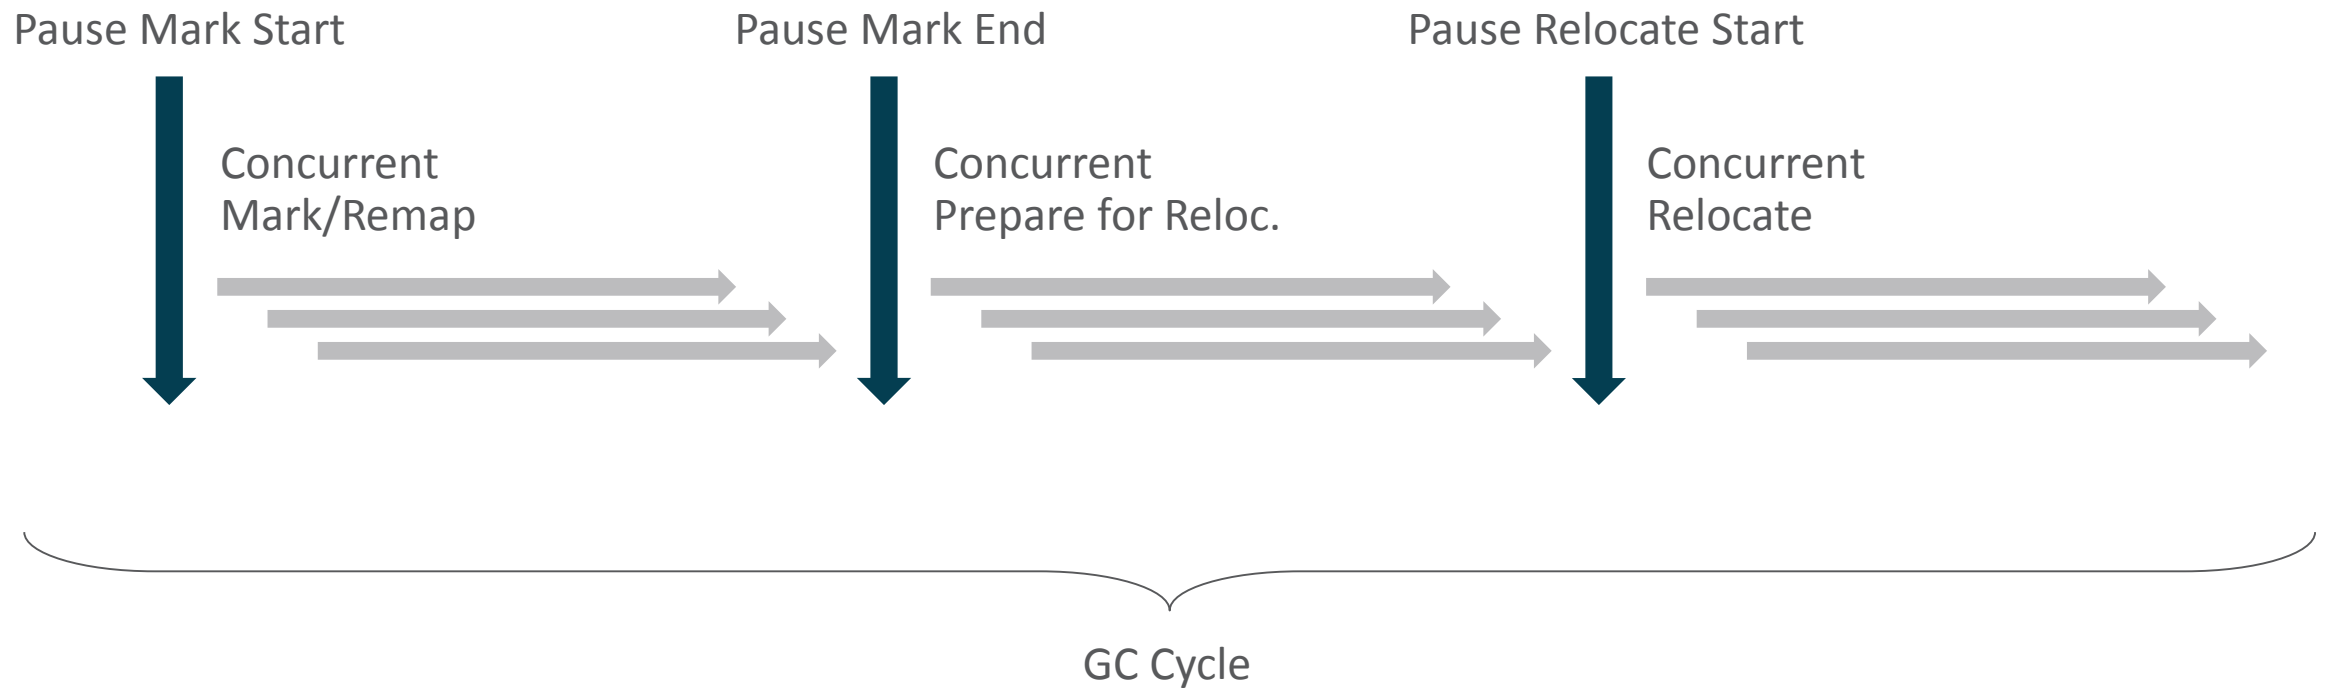 Pause Mark Start
Pause Mark End
Pause Relocate Start
Concurrent
Mark/Remap
Concurrent
Prepare for Reloc.
Concurrent
Relocate
GC Cycle